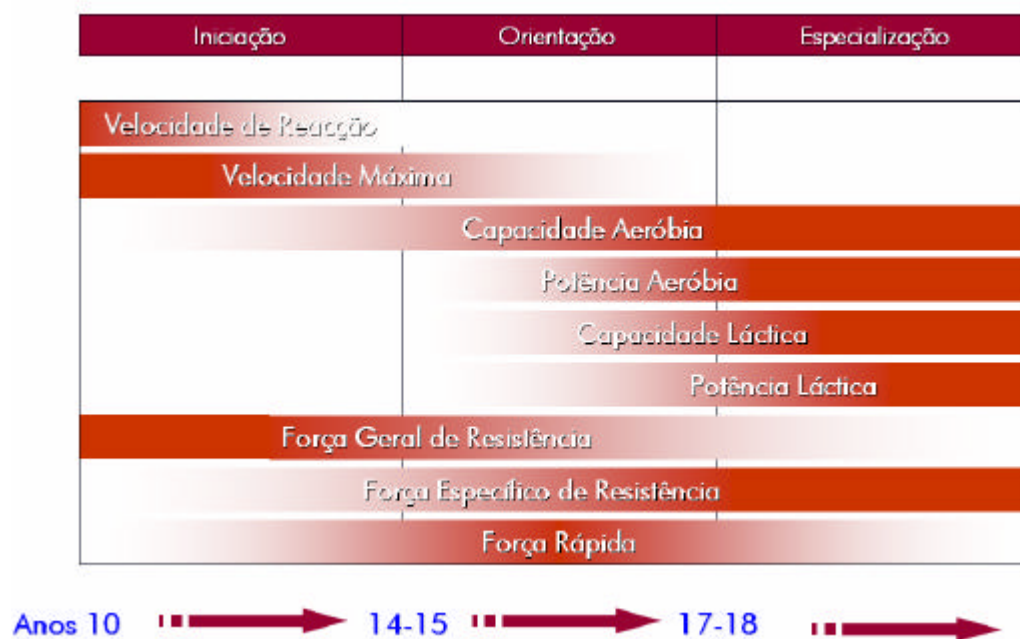 Iniciação Orientação Especialização
Velocidade de Reacção
Velocidade Máxima
Capacidade Aeróbia
Potência Aeróbia
Capacidade Láctica
Potência Láctica
Força Geral de Resistência
Força Específico de Resistência
Força Rápida
Anos 10 14-15 17-18